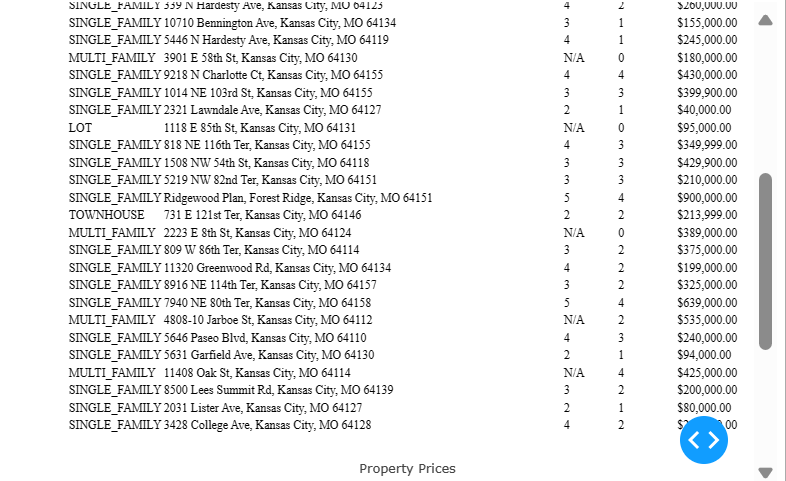 SINGLE_FAMILY 339 N Hardesty Ave, Kansas City, MO 64123 4 2 $260,000.00
SINGLE_FAMILY 10710 Bennington Ave, Kansas City, MO 64134 3 1 $155,000.00
SINGLE_FAMILY 5446 N Hardesty Ave, Kansas City, MO 64119 4 1 $245,000.00
MULTI_FAMILY 3901 E 58th St, Kansas City, MO 64130 N/A 0 $180,000.00
SINGLE_FAMILY 9218 N Charlotte Ct, Kansas City, MO 64155 4 4 $430,000.00
SINGLE_FAMILY 1014 NE 103rd St, Kansas City, MO 64155 3 3 $399,900.00
SINGLE_FAMILY 2321 Lawndale Ave, Kansas City, MO 64127 2 1 $40,000.00
LOT 1118 E 85th St, Kansas City, MO 64131 N/A 0 $95,000.00
SINGLE_FAMILY 818 NE 116th Ter, Kansas City, MO 64155 4 3 $349,999.00
SINGLE_FAMILY 1508 NW 54th St, Kansas City, MO 64118 3 3 $429,900.00
SINGLE_FAMILY 5219 NW 82nd Ter, Kansas City, MO 64151 3 3 $210,000.00
SINGLE_FAMILY Ridgewood Plan, Forest Ridge, Kansas City, MO 64151 5 4 $900,000.00
TOWNHOUSE 731 E 121st Ter, Kansas City, MO 64146 2 2 $213,999.00
MULTI_FAMILY 2223 E 8th St, Kansas City, MO 64124 N/A 0 $389,000.00
SINGLE_FAMILY 809 W 86th Ter, Kansas City, MO 64114 3 2 $375,000.00
SINGLE_FAMILY 11320 Greenwood Rd, Kansas City, MO 64134 4 2 $199,000.00
SINGLE_FAMILY 8916 NE 114th Ter, Kansas City, MO 64157 3 2 $325,000.00
SINGLE_FAMILY 7940 NE 80th Ter, Kansas City, MO 64158 5 4 $639,000.00
MULTI_FAMILY 4808-10 Jarboe St, Kansas City, MO 64112 N/A 2 $535,000.00
SINGLE_FAMILY 5646 Paseo Blvd, Kansas City, MO 64110 4 3 $240,000.00
SINGLE_FAMILY 5631 Garfield Ave, Kansas City, MO 64130 2 1 $94,000.00
MULTI_FAMILY 11408 Oak St, Kansas City, MO 64114 N/A 4 $425,000.00
SINGLE_FAMILY 8500 Lees Summit Rd, Kansas City, MO 64139 3 2 $200,000.00
SINGLE_FAMILY 2031 Lister Ave, Kansas City, MO 64127 2 1 $80,000.00
SINGLE_FAMILY 3428 College Ave, Kansas City, MO 64128 4 2
Property Prices